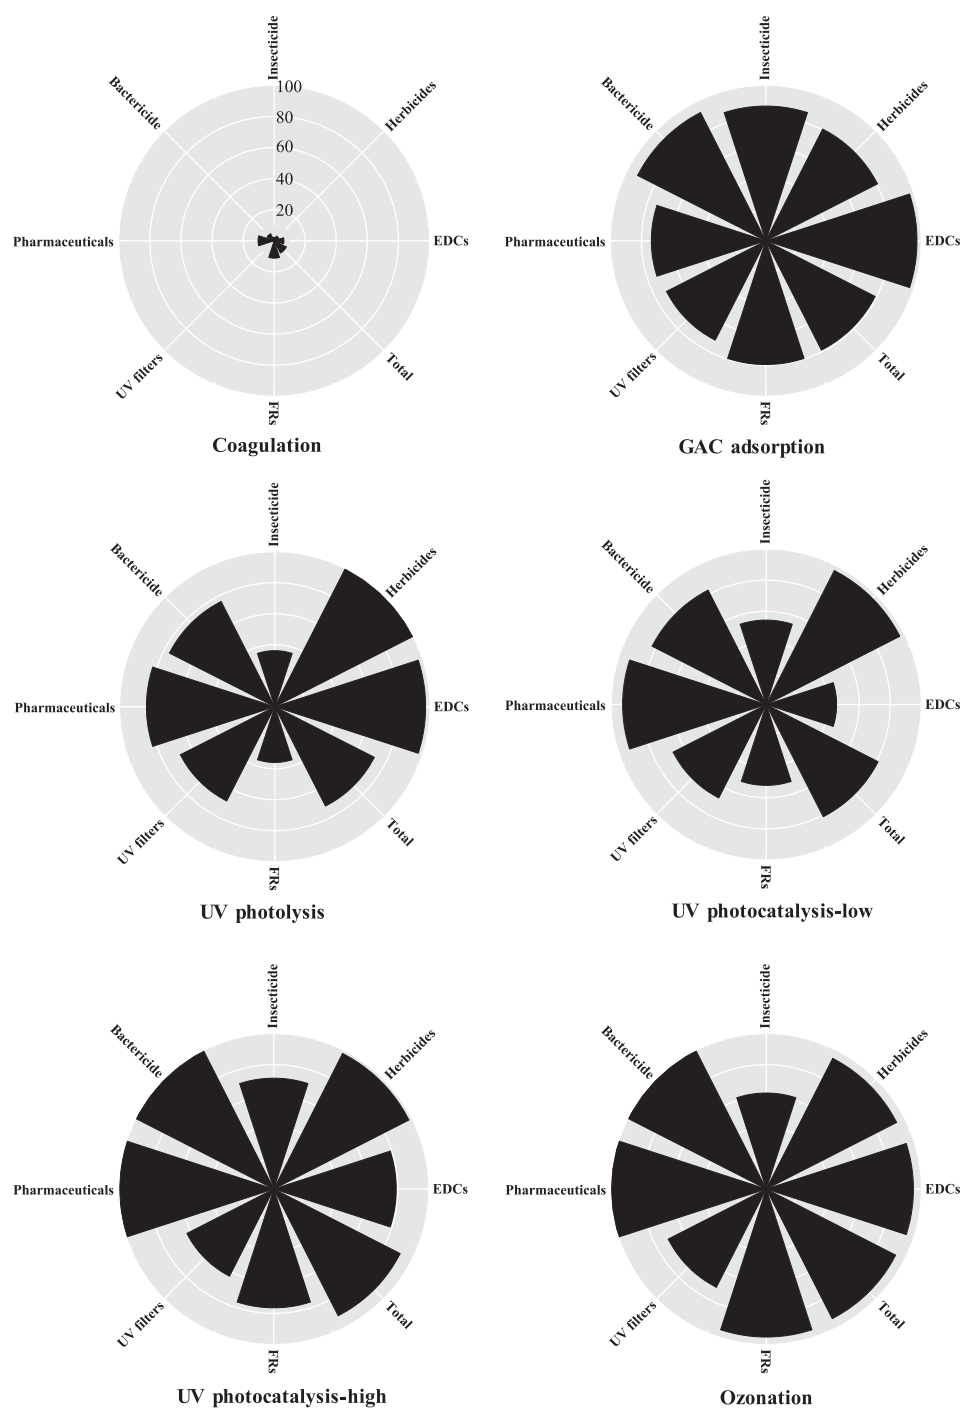 Insecticide
Bactericide
Herbicides
100
80
60
40
20
Pharmaceuticals
EDCs
UV filters
Total
FRs
Coagulation
Insecticide
Bactericide
Herbicides
Pharmaceuticals
EDCs
UV filters
Total
FRs
GAC adsorption
Insecticide
Bactericide
Herbicides
Pharmaceuticals
EDCs
UV filters
Total
FRs
UV photolysis
Insecticide
Bactericide
Herbicides
Pharmaceuticals
EDCs
UV filters
Total
FRs
UV photocatalysis-low
Insecticide
Bactericide
Herbicides
Pharmaceuticals
EDCs
UV filters
Total
FRs
UV photocatalysis-high
Insecticide
Bactericide
Herbicides
Pharmaceuticals
EDCs
UV filters
Total
FRs
Ozonation